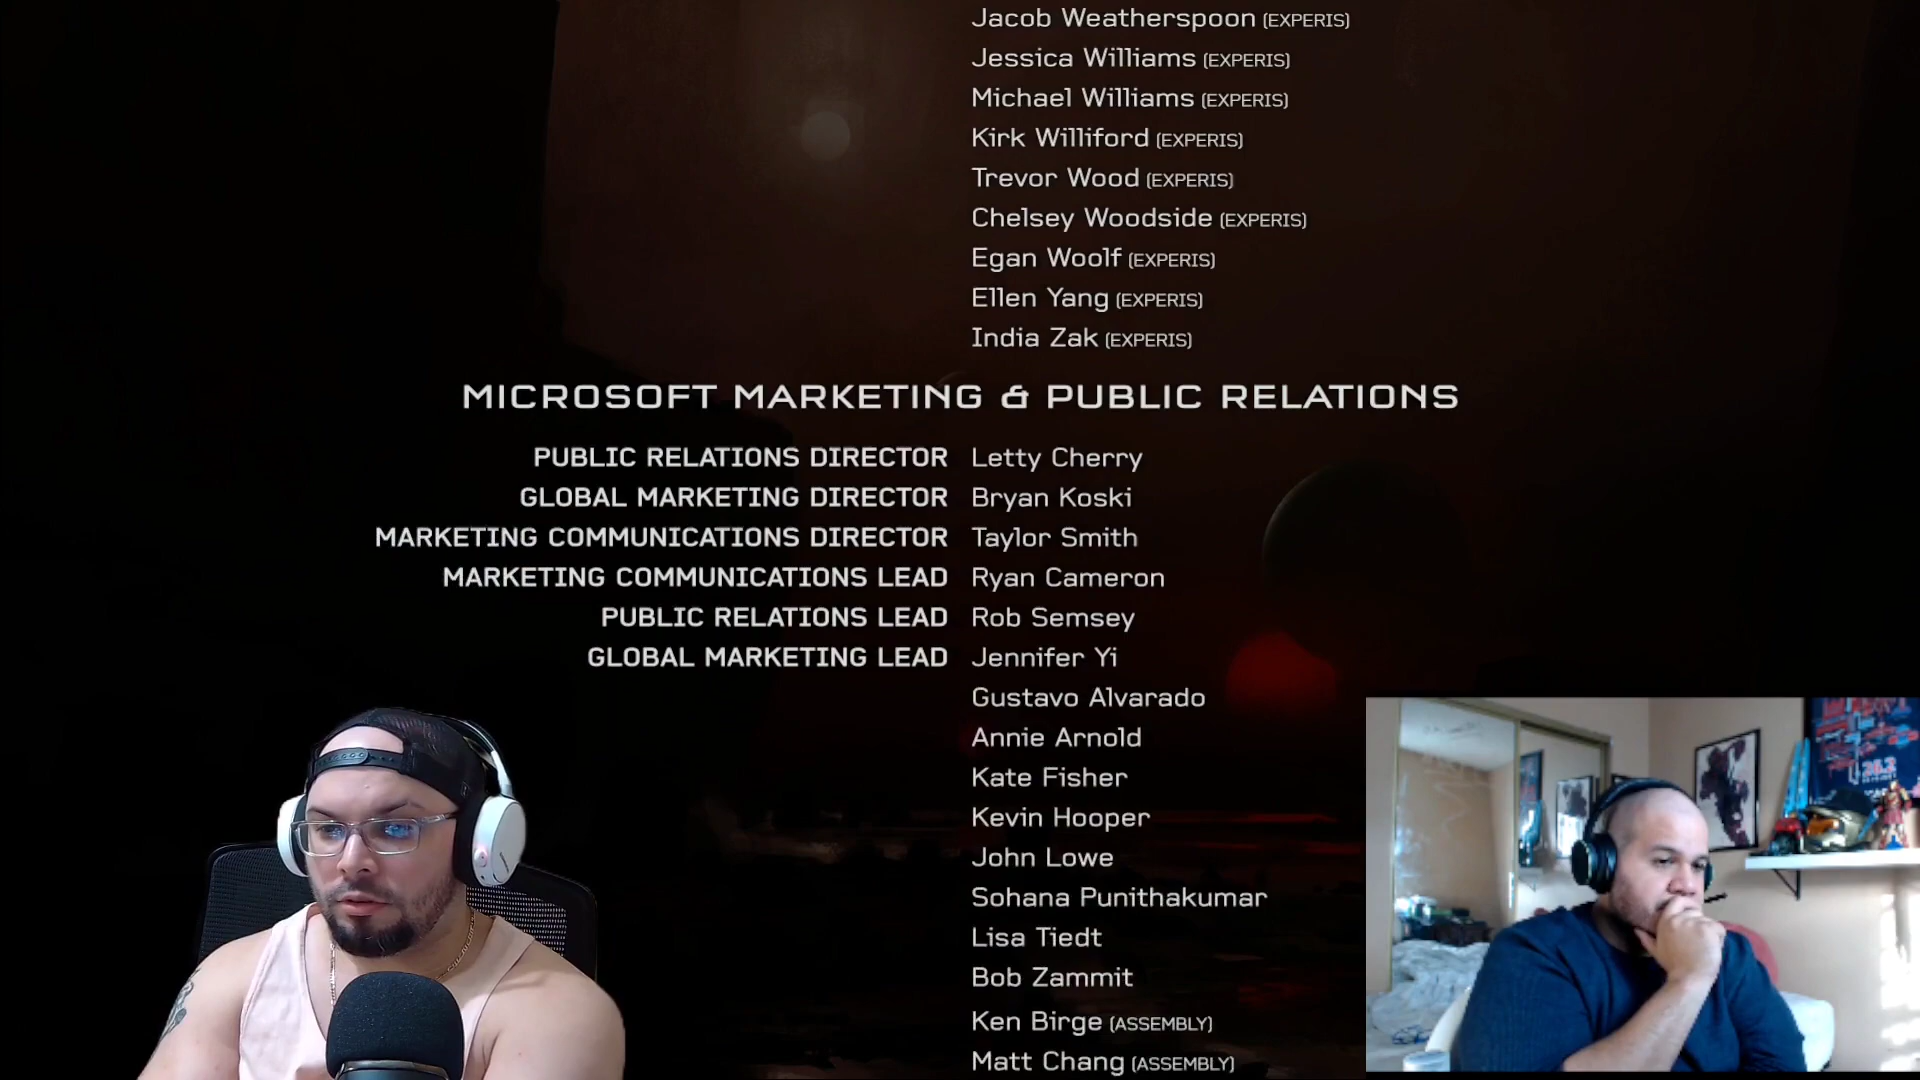 Jacob Weatherspoon (EXPERIS)
Jessica Williams (EXPERIS)
Michael Williams (EXPERIS)
Kirk Williford (EXPERIS)
Trevor Wood (EXPERIS)
Chelsey Woodside (EXPERIS)
Egan Woolf (EXPERIS)
Ellen Yang (EXPERIS)
India Zak (EXPERIS)
MICROSOFT MARKETING & PUBLIC RELATIONS
PUBLIC RELATIONS DIRECTOR Letty Cherry
GLOBAL MARKETING DIRECTOR Bryan Koski
MARKETING COMMUNICATIONS DIRECTOR Taylor Smith
MARKETING COMMUNICATIONS LEAD Ryan Cameron
PUBLIC RELATIONS LEAD Rob Semsey
GLOBAL MARKETING LEAD Jennifer Yi
Gustavo Alvarado
Annie Arnold
Kate Fisher
Kevin Hooper
John Lowe
Sohana Punithakumar
Lisa Tiedt
Bob Zammit
Ken Birge (ASSEMBLY)
Matt Chang (ASSEMBLY)
26.2